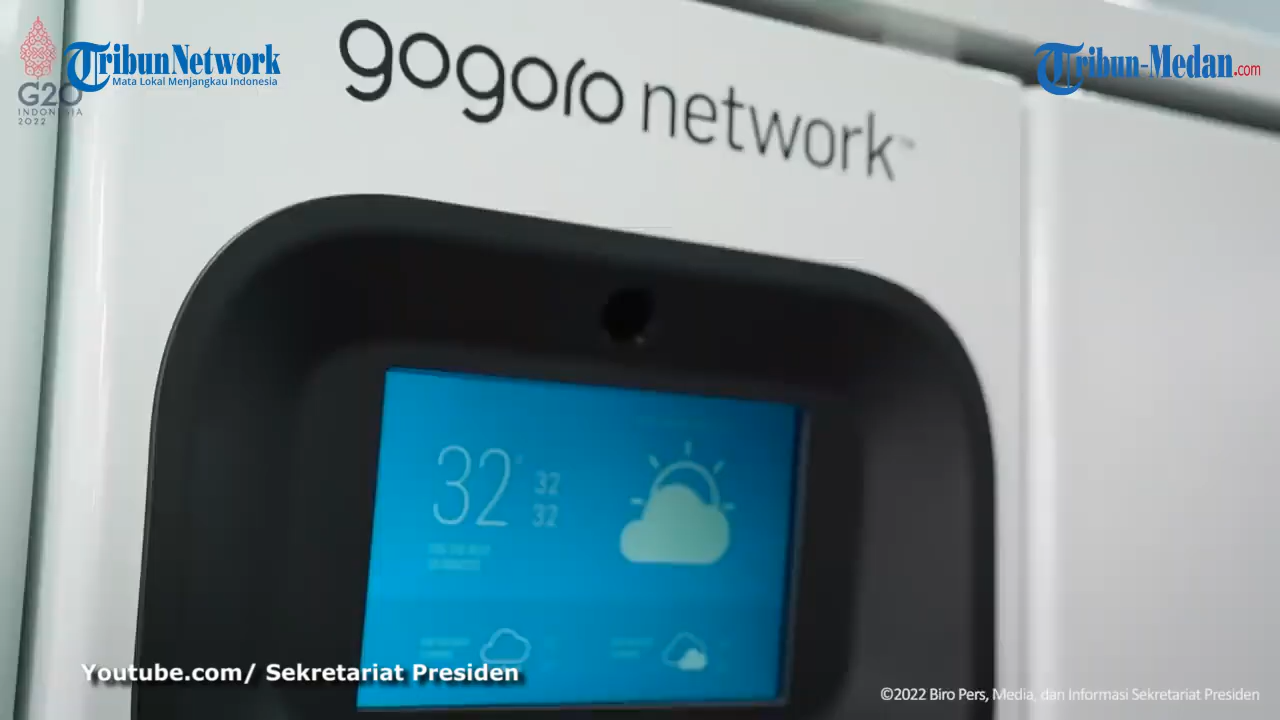 G20
INDONESIA
2022
TribunNetwork
Mata Lokal Menjangkau Indonesia
gogoro network™
Tribun-Medan.com
32°
32
32
Youtube.com/ Sekretariat Presiden
©2022 Biro Pers, Media, dan Informasi Sekretariat Presiden